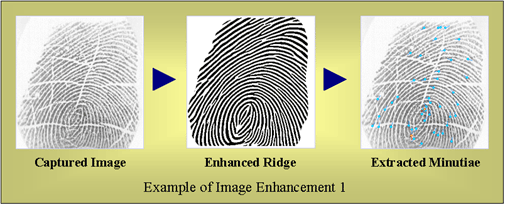 Captured Image
Enhanced Ridge
Extracted Minutiae
Example of Image Enhancement 1